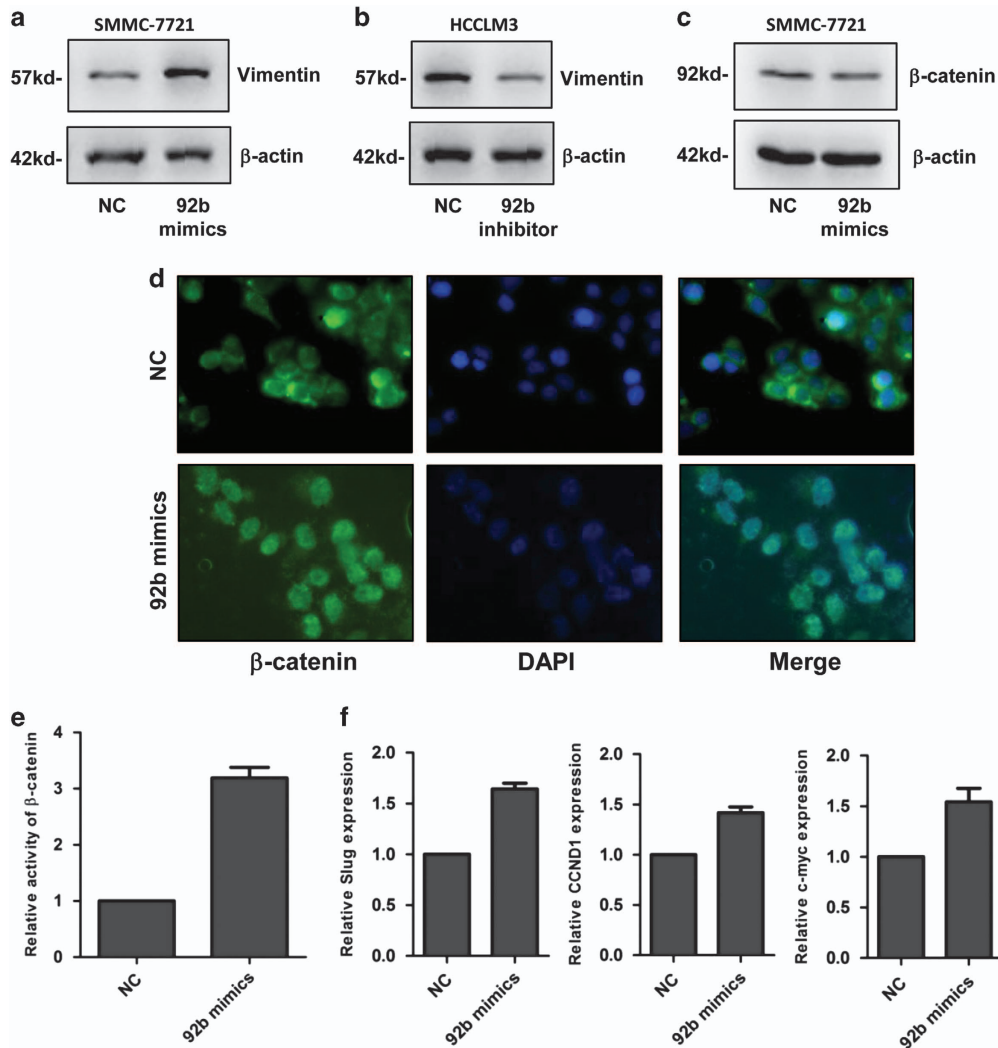 a
SMMC-7721
57kd-
Vimentin
42kd-
β-actin
NC
92b
mimics
b
HCCLM3
57kd-
Vimentin
42kd-
β-actin
NC
92b
inhibitor
c
SMMC-7721
92kd-
β-catenin
42kd-
β-actin
NC
92b
mimics
d
NC
92b mimics
β-catenin
DAPI
Merge
e
Relative activity of β-catenin
4
3
2
1
0
NC
92b mimics
f
Relative Slug expression
2.0
1.5
1.0
0.5
0.0
NC
92b mimics
Relative CCND1 expression
2.0
1.5
1.0
0.5
0.0
NC
92b mimics
Relative c-myc expression
2.0
1.5
1.0
0.5
0.0
NC
92b mimics